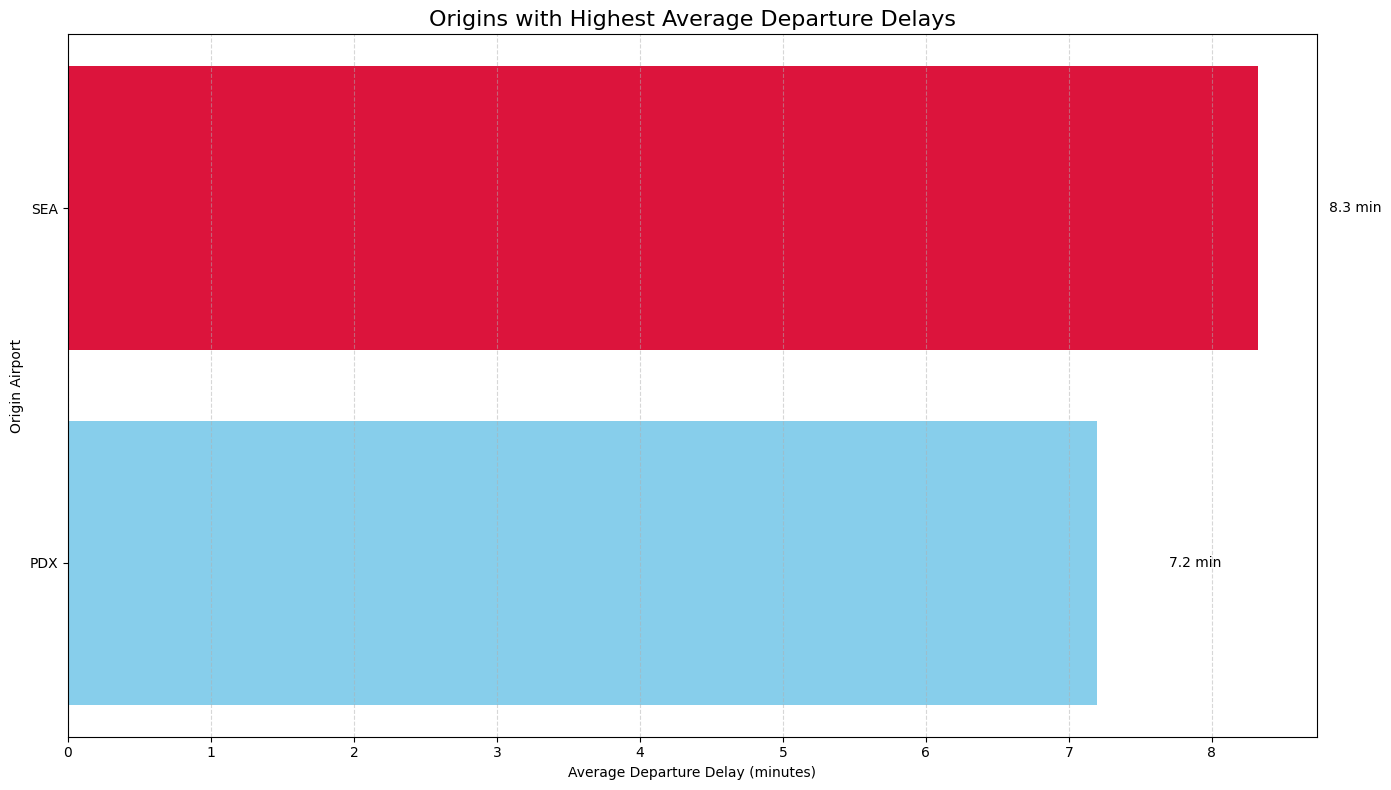 Origins with Highest Average Departure Delays
SEA
8.3 min
Origin Airport
PDX
7.2 min
0 1 2 3 4 5 6 7 8
Average Departure Delay (minutes)